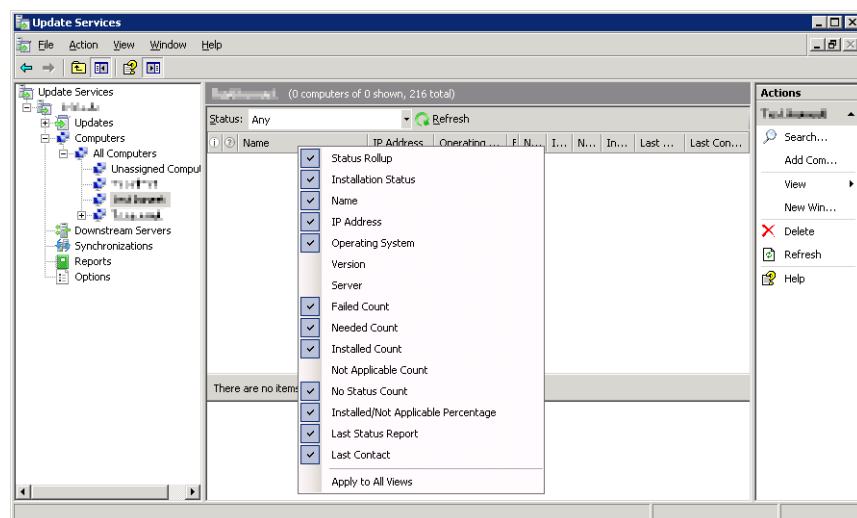 Update Services
File Action View Window Help
Update Services
Updates
Computers
All Computers
Unassigned Comput
Downstream Servers
Synchronizations
Reports
Options
(0 computers of 0 shown, 216 total)
Status: Any Refresh
Name IP Address Operating ... F N... I... N... In... Last ... Last Con...
Status Rollup
Installation Status
Name
IP Address
Operating System
Version
Server
Failed Count
Needed Count
Installed Count
Not Applicable Count
No Status Count
Installed/Not Applicable Percentage
Last Status Report
Last Contact
Apply to All Views
There are no items
Actions
Search...
Add Com...
View
New Win...
Delete
Refresh
Help